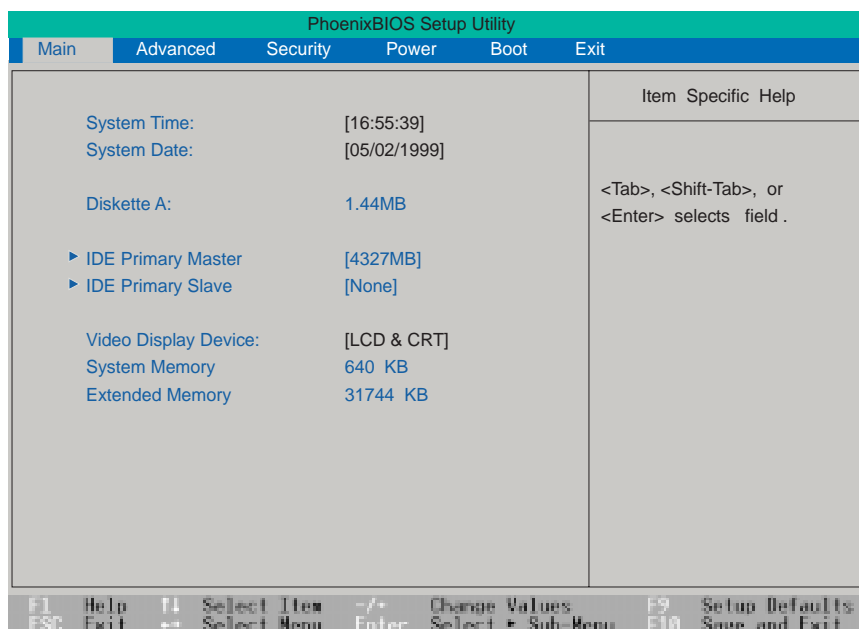 PhoenixBIOS Setup Utility
Main Advanced Security Power Boot Exit
Item Specific Help
System Time: [16:55:39]
System Date: [05/02/1999]
<Tab>, <Shift-Tab>, or
<Enter> selects field .
Diskette A: 1.44MB
IDE Primary Master [4327MB]
IDE Primary Slave [None]
Video Display Device: [LCD & CRT]
System Memory 640 KB
Extended Memory 31744 KB
F1 Help ↑↓ Select Item -/+ Change Values F9 Setup Defaults
ESC Exit ←→ Select Menu Enter Select ▸ Sub-Menu F10 Save and Exit